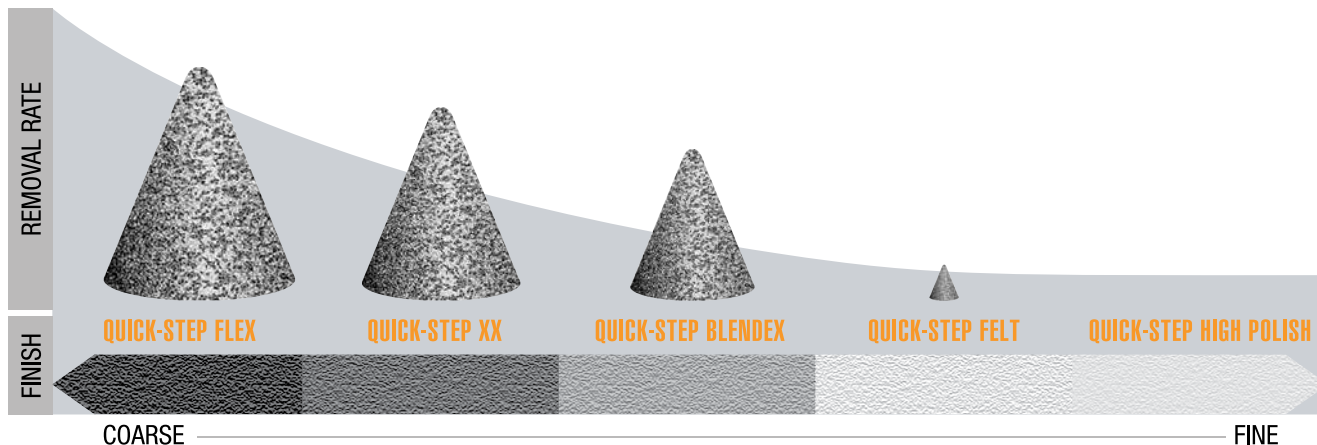 REMOVAL RATE
QUICK-STEP FLEX
QUICK-STEP XX
QUICK-STEP BLENDEX
QUICK-STEP FELT
QUICK-STEP HIGH POLISH
FINISH
COARSE
FINE